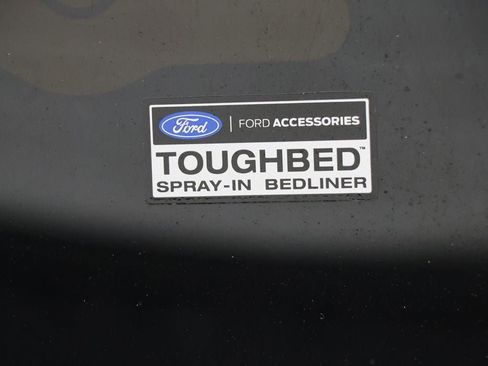 Ford | FORD ACCESSORIES
TOUGHBED™
SPRAY-IN BEDLINER